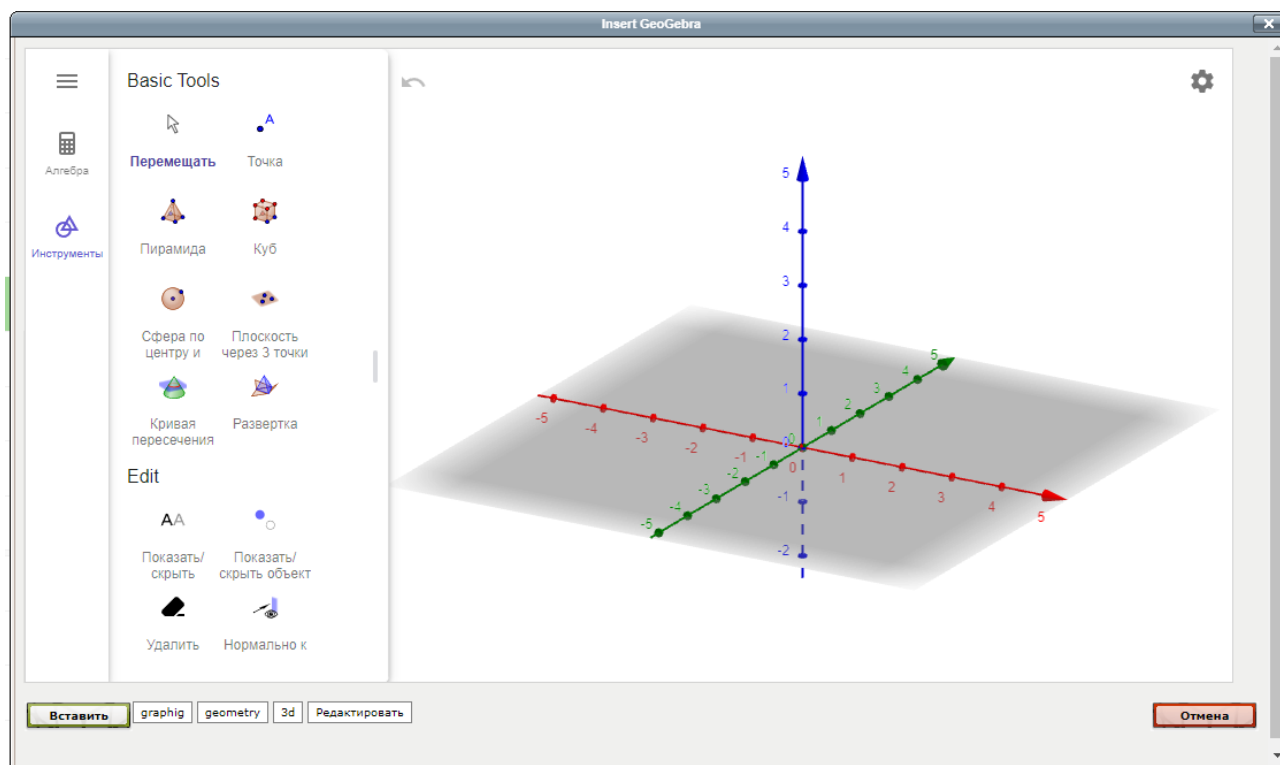 Insert GeoGebra
Basic Tools
Алгебра
Инструменты
Перемещать
A
Точка
Пирамида
Куб
Сфера по
центру и
Плоскость
через 3 точки
Кривая
пересечения
Развертка
Edit
AA
Показать/
скрыть
Показать/
скрыть объект
Удалить
Нормально к
5
4
3
2
1
0
-1
-2
-5
-4
-3
-2
-1
0
1
2
3
4
5
-5
-4
-3
-2
-1
0
1
2
3
4
5
Вставить
graphig
geometry
3d
Редактировать
Отмена